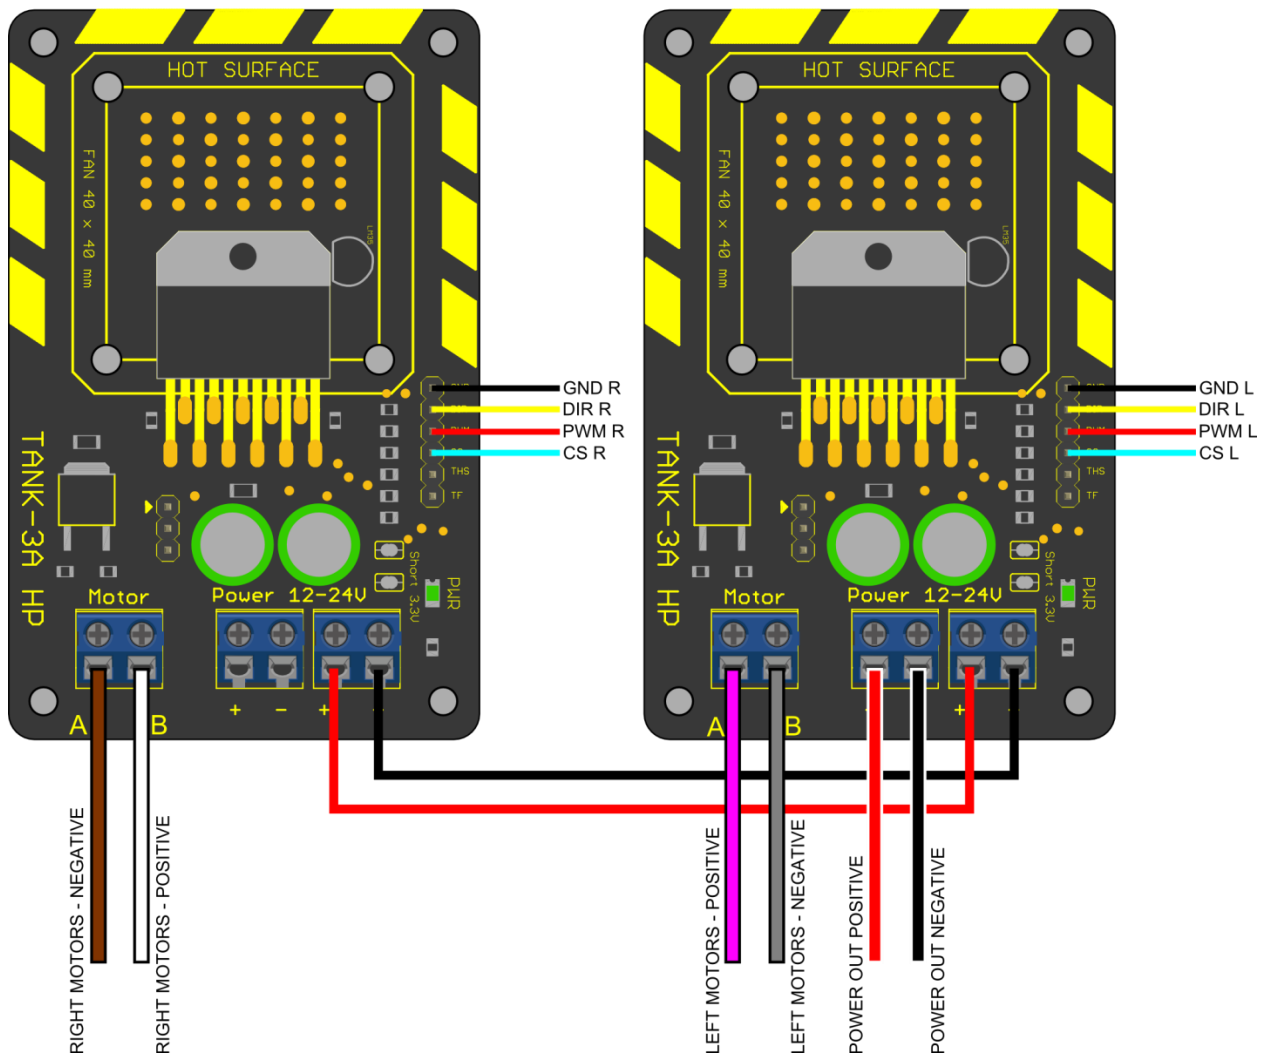 HOT SURFACE
FAN 40 x 40 mm
LM35
GND R
DIR R
PWM R
CS R
THS
TF
TANK-3A HP
Short 3.3V
PWR
Motor
Power 12-24V
+ - +
A B
RIGHT MOTORS - NEGATIVE
RIGHT MOTORS - POSITIVE
HOT SURFACE
FAN 40 x 40 mm
LM35
GND L
DIR L
PWM L
CS L
THS
TF
TANK-3A HP
Short 3.3V
PWR
Motor
Power 12-24V
+
A B
LEFT MOTORS - POSITIVE
LEFT MOTORS - NEGATIVE
POWER OUT POSITIVE
POWER OUT NEGATIVE